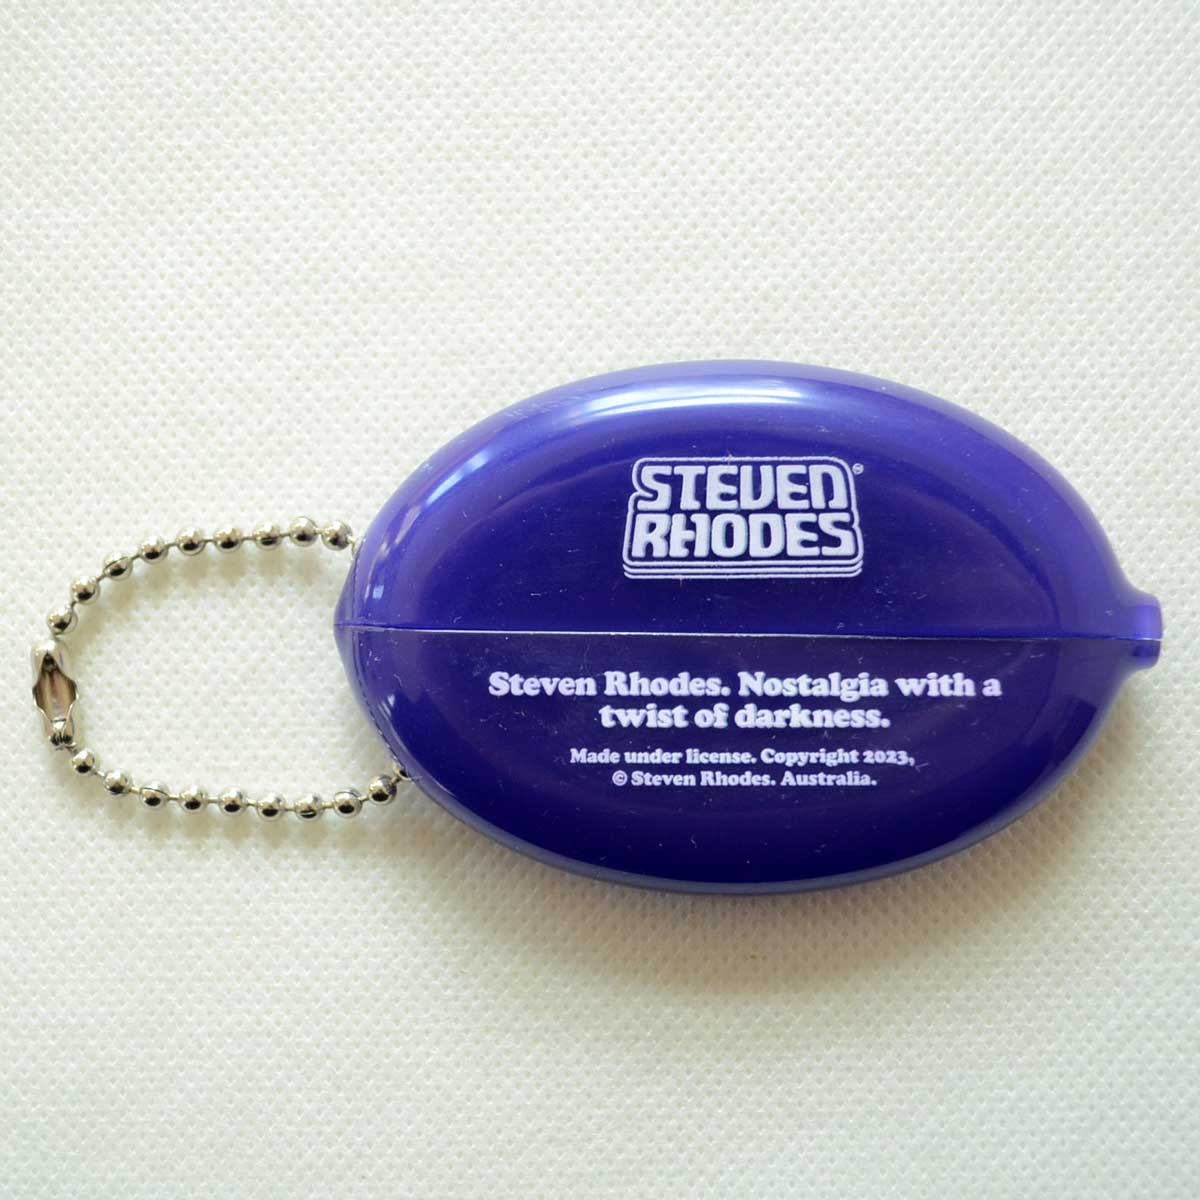 STEVEN
RHODES
Steven Rhodes. Nostalgia with a
twist of darkness.
Made under license. Copyright 2023,
© Steven Rhodes. Australia.